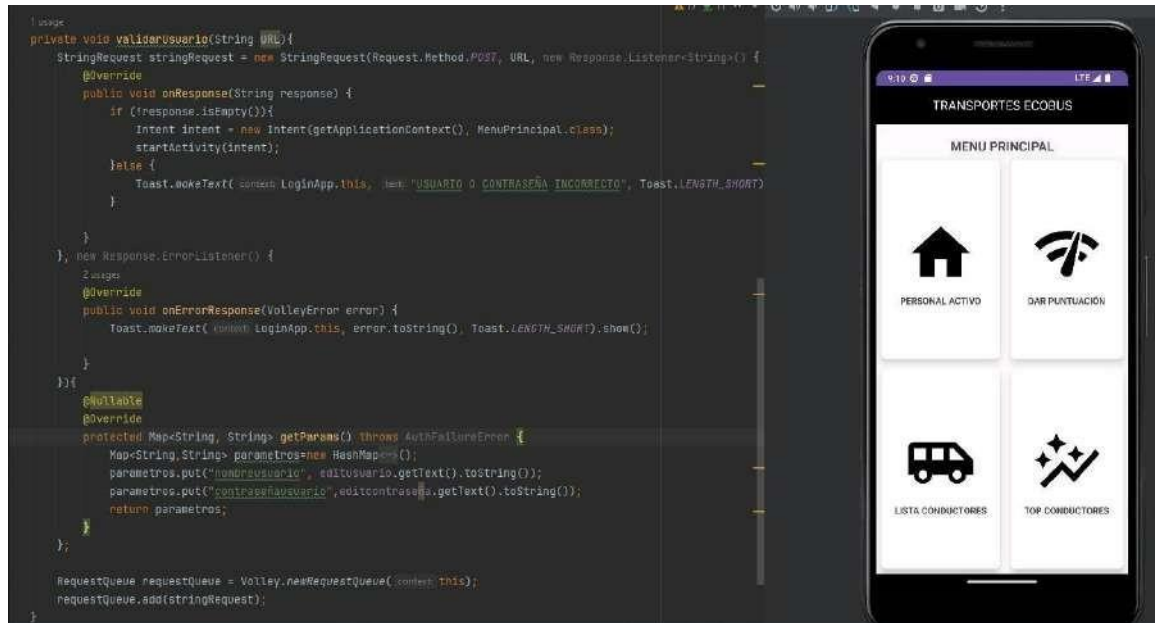 1 usage
private void validarUsuario(String URL){
StringRequest stringRequest = new StringRequest(Request.Method.POST, URL, new Response.Listener<String>() {
@Override
public void onResponse(String response) {
if (!response.isEmpty()){
Intent intent = new Intent(getApplicationContext(), MenuPrincipal.class);
startActivity(intent);
}else {
Toast.makeText( context: LoginApp.this, text: "USUARIO O CONTRASEÑA INCORRECTO", Toast.LENGTH_SHORT)
}
}
}, new Response.ErrorListener() {
2 usages
@Override
public void onErrorResponse(VolleyError error) {
Toast.makeText( context: LoginApp.this, error.toString(), Toast.LENGTH_SHORT).show();
}
}){
@Nullable
@Override
protected Map<String, String> getParams() throws AuthFailureError {
Map<String,String> parametros=new HashMap<~>();
parametros.put("nombreusuario", editusuario.getText().toString());
parametros.put("contraseñausuario",editcontraseña.getText().toString());
return parametros;
}
};
RequestQueue requestQueue = Volley.newRequestQueue( context: this);
requestQueue.add(stringRequest);
}
9:10
LTE
TRANSPORTES ECOBUS
MENU PRINCIPAL
PERSONAL ACTIVO
DAR PUNTUACIÓN
LISTA CONDUCTORES
TOP CONDUCTORES